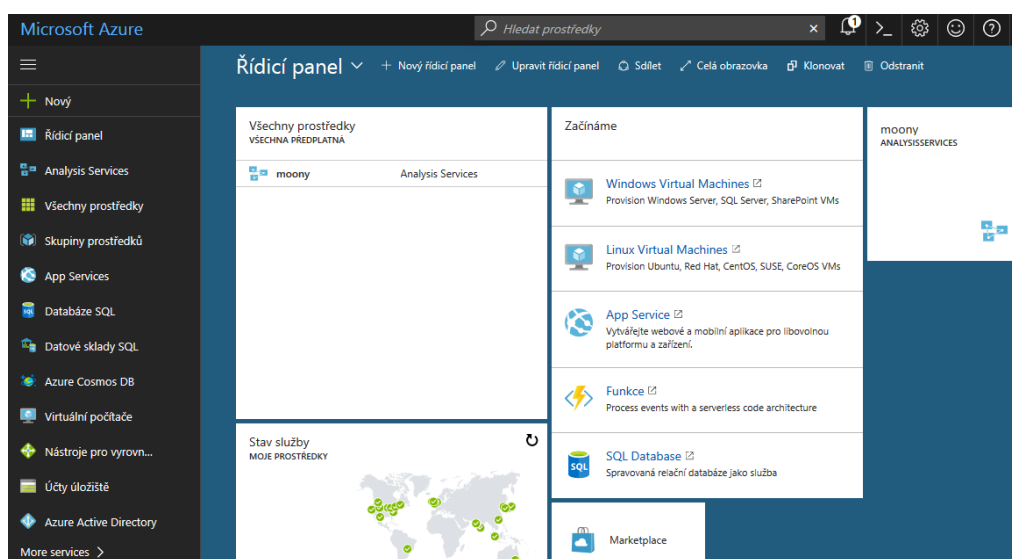 Microsoft Azure
Hledat prostředky
1
Řídicí panel
Nový řídicí panel
Upravit řídicí panel
Sdílet
Celá obrazovka
Klonovat
Odstranit
Nový
Řídicí panel
Analysis Services
Všechny prostředky
Skupiny prostředků
App Services
Databáze SQL
Datové sklady SQL
Azure Cosmos DB
Virtuální počítače
Nástroje pro vyrovn...
Účty úložiště
Azure Active Directory
More services
Všechny prostředky
VŠECHNA PŘEDPLATNÁ
moony Analysis Services
Stav služby
MOJE PROSTŘEDKY
Začínáme
Windows Virtual Machines
Provision Windows Server, SQL Server, SharePoint VMs
Linux Virtual Machines
Provision Ubuntu, Red Hat, CentOS, SUSE, CoreOS VMs
App Service
Vytvářejte webové a mobilní aplikace pro libovolnou
platformu a zařízení.
Funkce
Process events with a serverless code architecture
SQL
SQL Database
Spravovaná relační databáze jako služba
Marketplace
moony
ANALYSISSERVICES